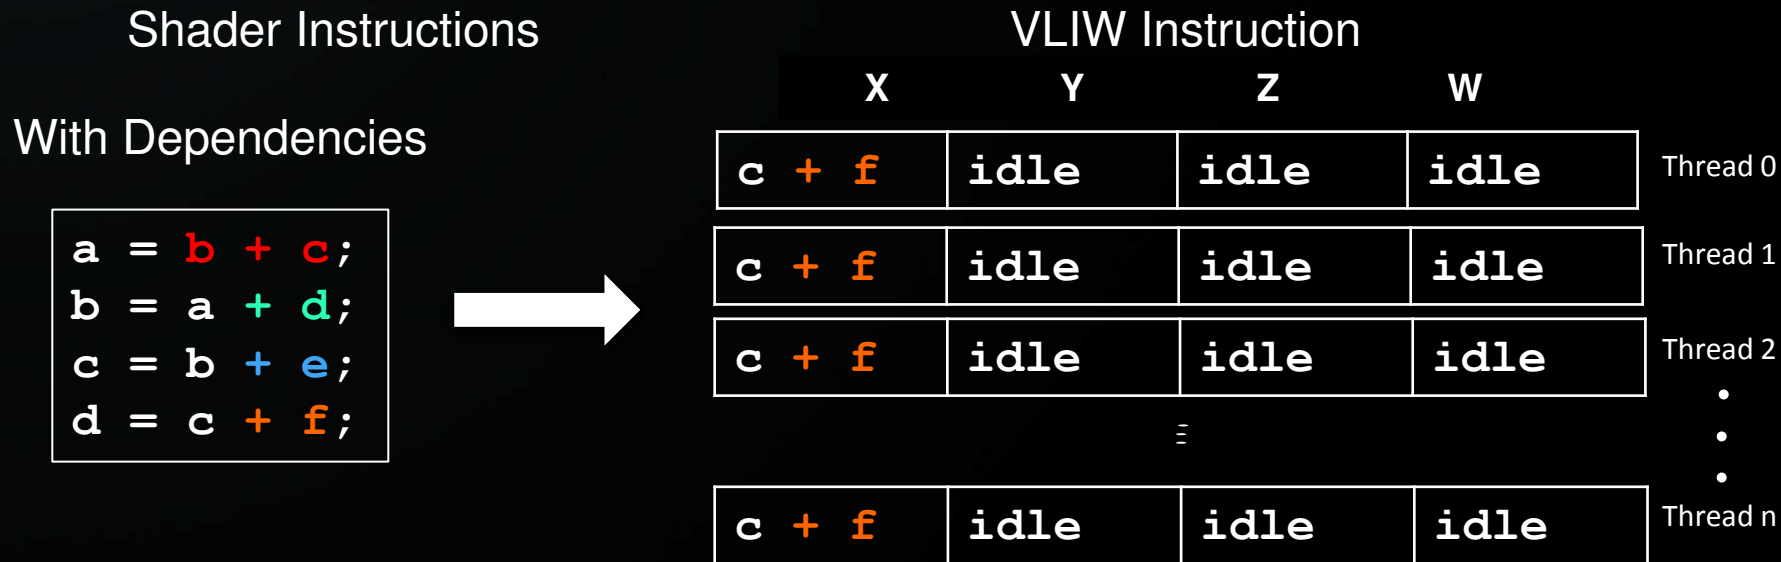 Shader Instructions
VLIW Instruction
X Y Z W
With Dependencies
a = b + c;
b = a + d;
c = b + e;
d = c + f;
c + f idle idle idle Thread 0
c + f idle idle idle Thread 1
c + f idle idle idle Thread 2
c + f idle idle idle Thread n